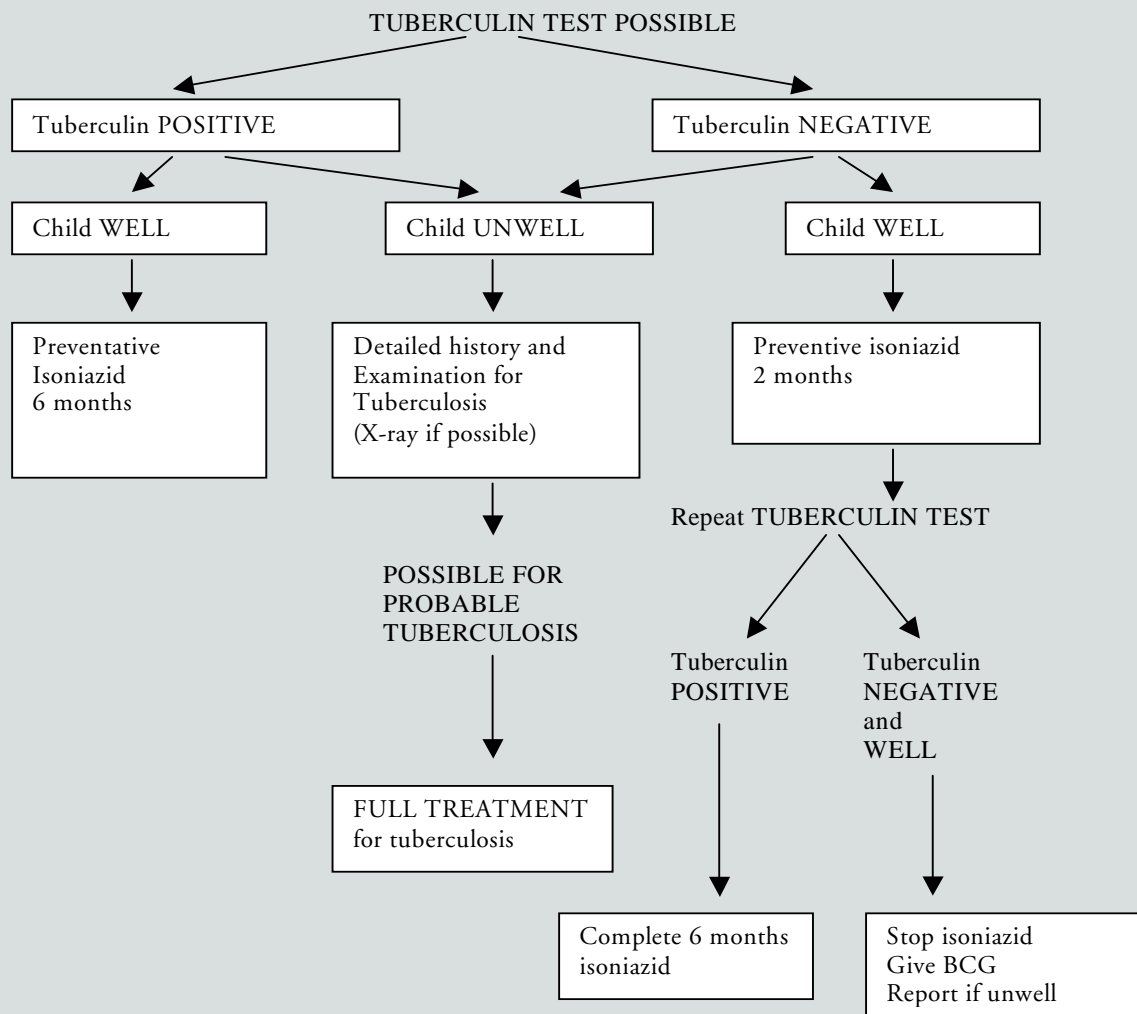 TUBERCULIN TEST POSSIBLE
Tuberculin POSITIVE
Tuberculin NEGATIVE
Child WELL
Child UNWELL
Child WELL
Preventative
Isoniazid
6 months
Detailed history and
Examination for
Tuberculosis
(X-ray if possible)
Preventive isoniazid
2 months
Repeat TUBERCULIN TEST
POSSIBLE FOR
PROBABLE
TUBERCULOSIS
Tuberculin
POSITIVE
Tuberculin
NEGATIVE
and
WELL
FULL TREATMENT
for tuberculosis
Complete 6 months
isoniazid
Stop isoniazid
Give BCG
Report if unwell